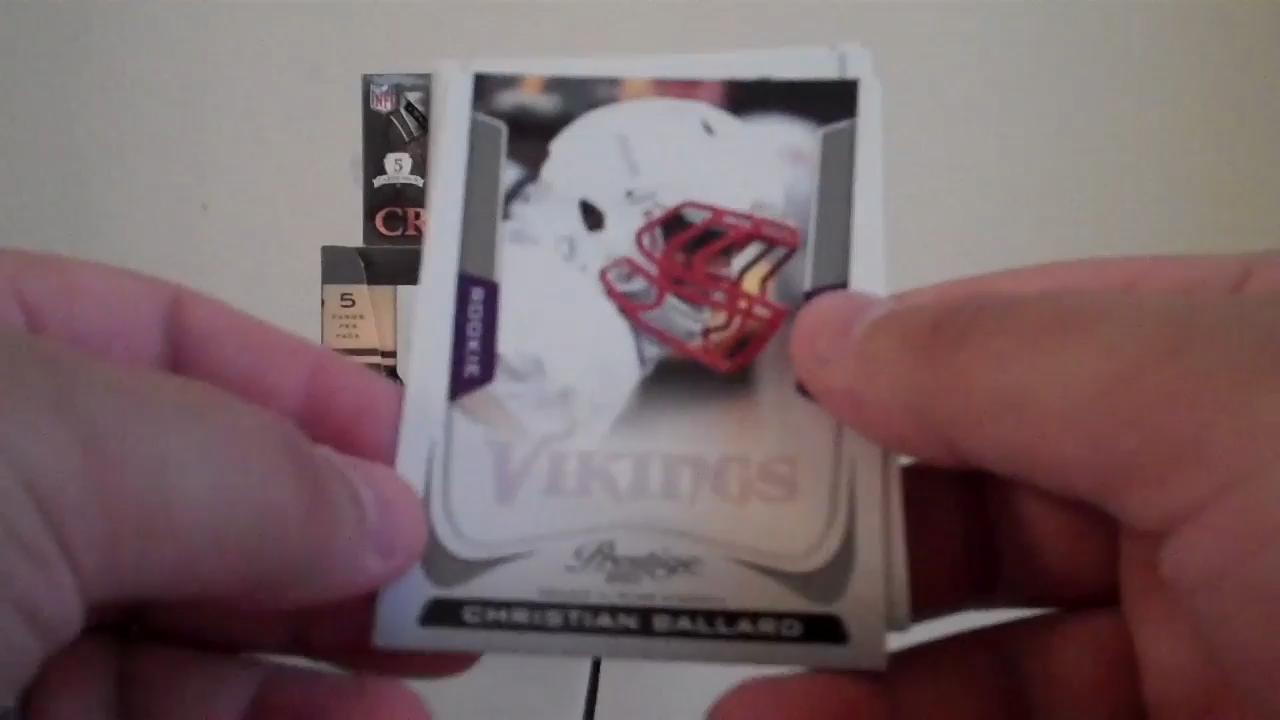 NFL
5
CR
5
CARDS
PER
PACK
ROOKIE
VIKINGS
Prestige
CHRISTIAN BALLARD